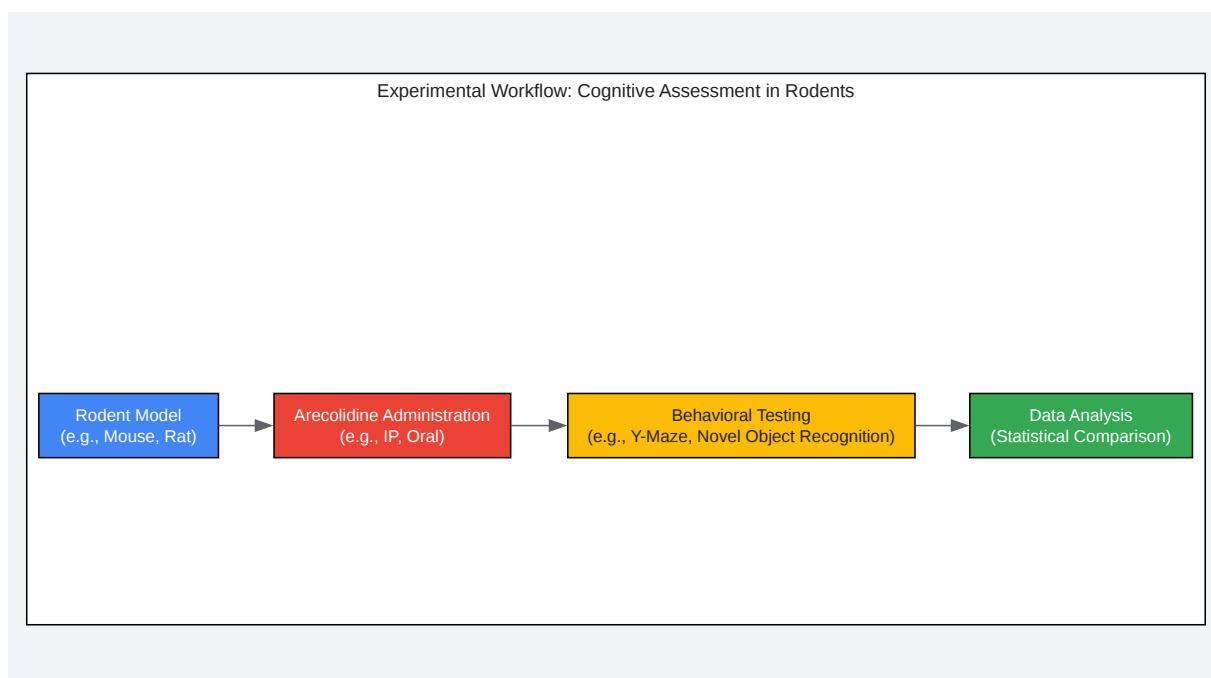 Experimental Workflow: Cognitive Assessment in Rodents
Rodent Model
(e.g., Mouse, Rat)
Arecolidine Administration
(e.g., IP, Oral)
Behavioral Testing
(e.g., Y-Maze, Novel Object Recognition)
Data Analysis
(Statistical Comparison)